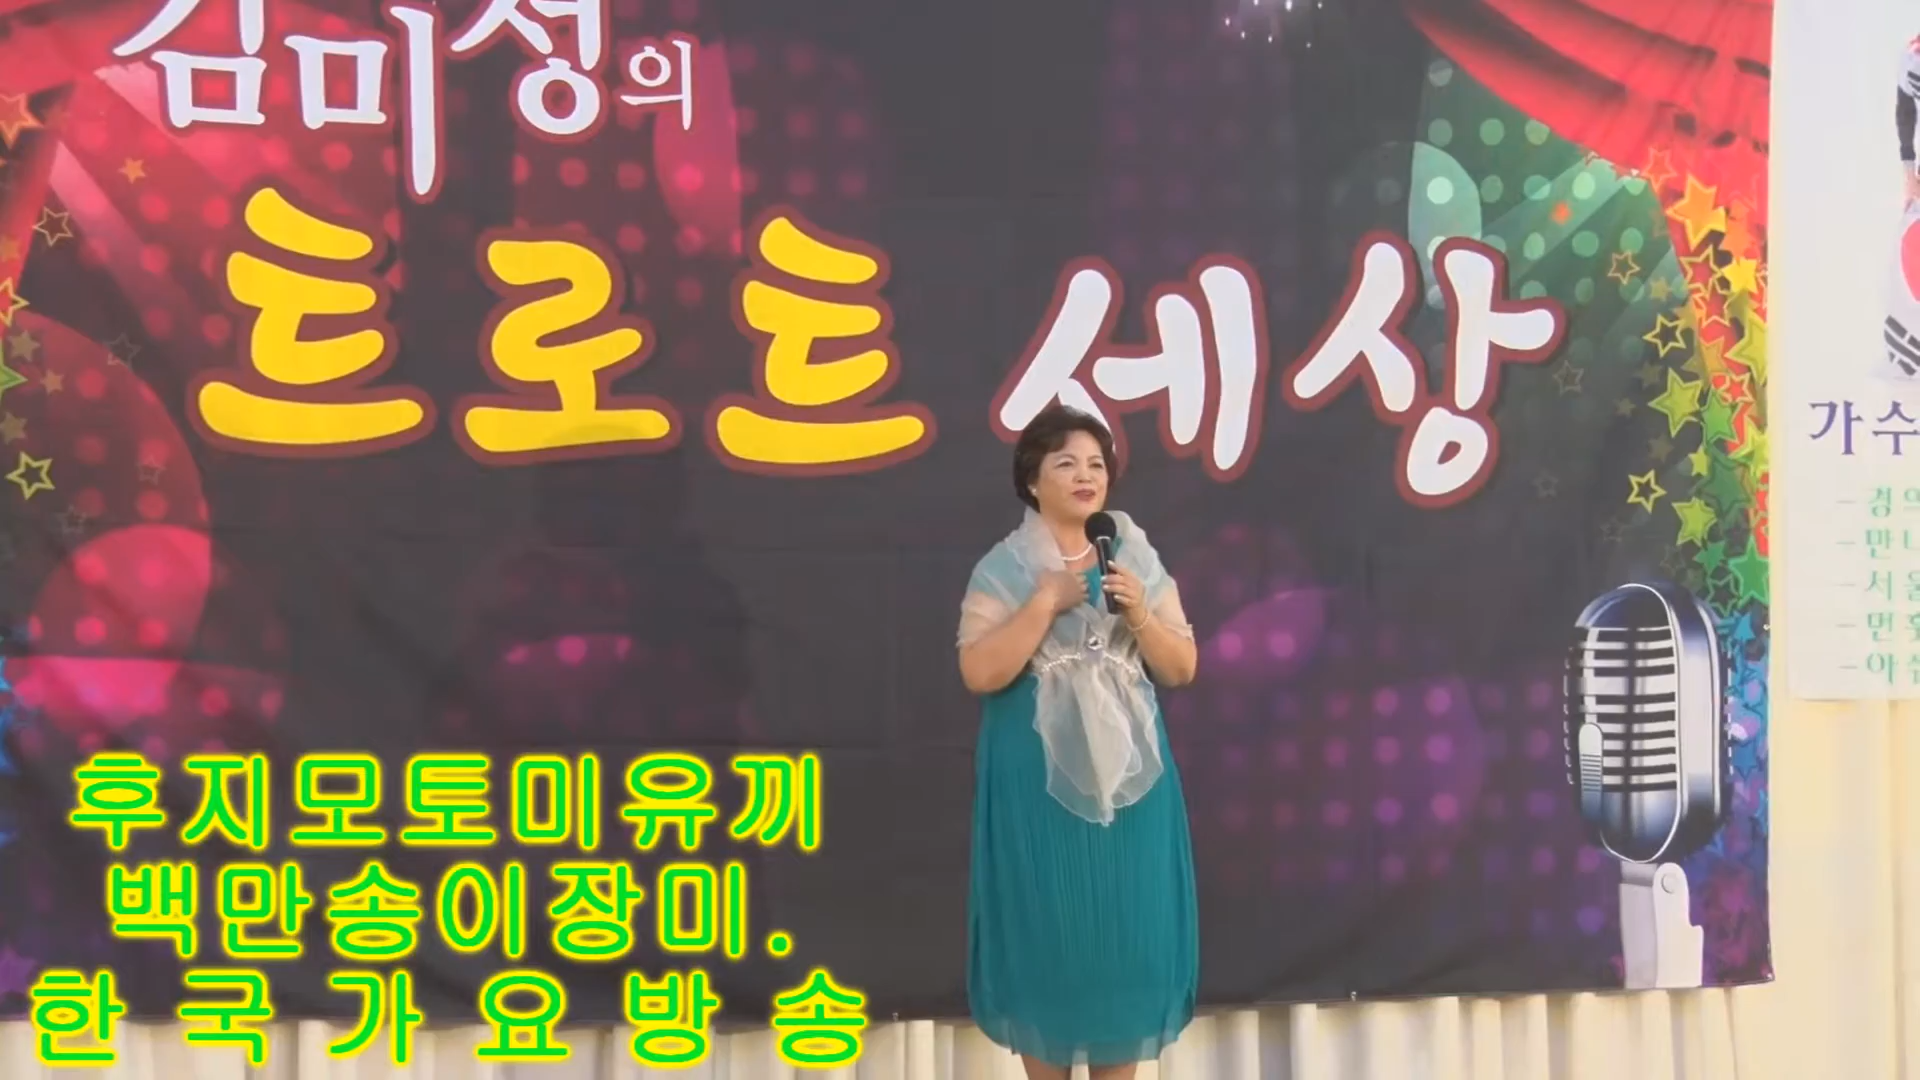 김미성의
트로트 세상
가수
후지모토미유끼
백만송이장미.
한국가요방송